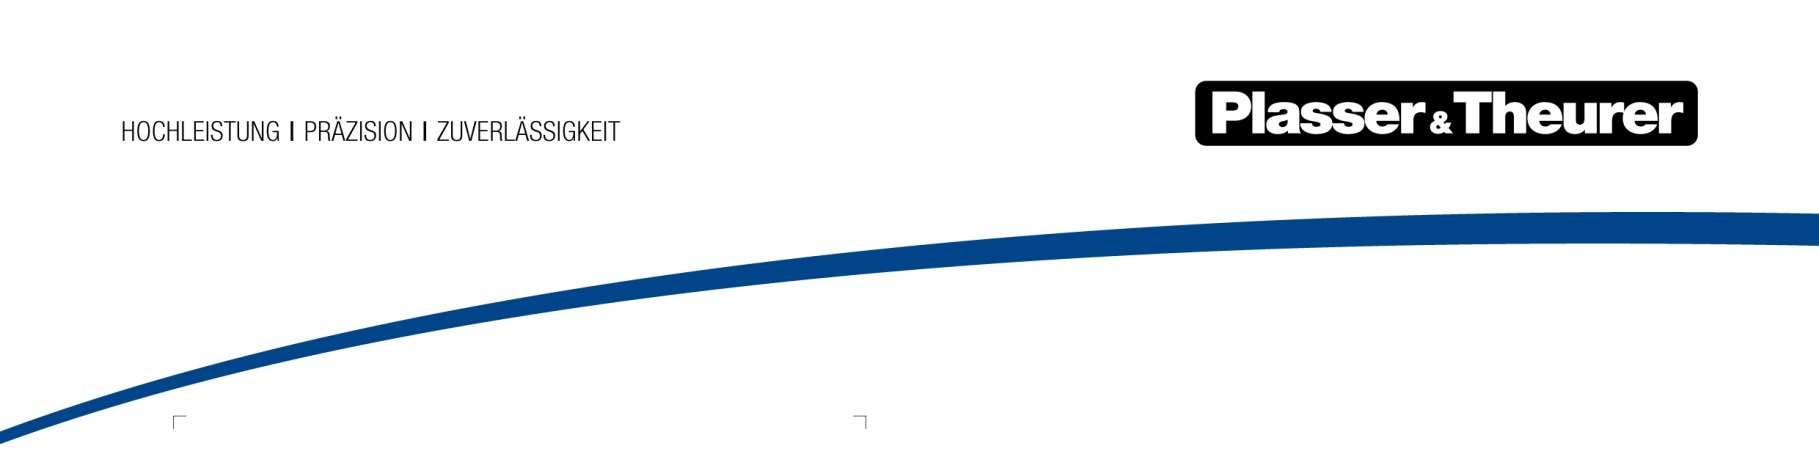 HOCHLEISTUNG I PRÄZISION I ZUVERLÄSSIGKEIT
Plasser & Theurer